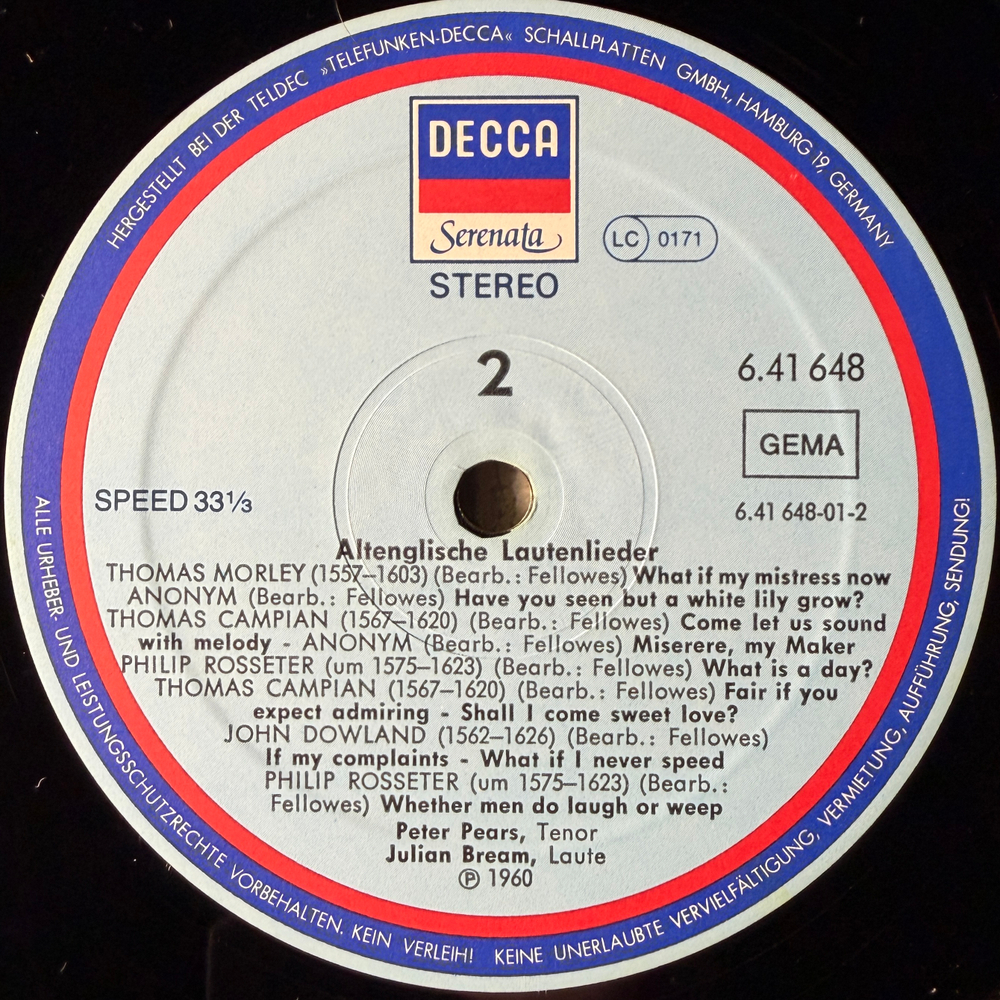 HERGESTELLT BEI DER TELDEC »TELEFUNKEN-DECCA« SCHALLPLATTEN GMBH., HAMBURG 19, GERMANY
DECCA
Serenata
LC 0171
STEREO
2
6.41 648
GEMA
SPEED 33⅓
6.41 648-01-2
Altenglische Lautenlieder
THOMAS MORLEY (1557–1603) (Bearb.: Fellowes) What if my mistress now
ANONYM (Bearb.: Fellowes) Have you seen but a white lily grow?
THOMAS CAMPIAN (1567–1620) (Bearb.: Fellowes) Come let us sound
with melody - ANONYM (Bearb.: Fellowes) Miserere, my Maker
PHILIP ROSSETER (um 1575–1623) (Bearb.: Fellowes) What is a day?
THOMAS CAMPIAN (1567–1620) (Bearb.: Fellowes) Fair if you
expect admiring - Shall I come sweet love?
JOHN DOWLAND (1562–1626) (Bearb.: Fellowes)
If my complaints - What if I never speed
PHILIP ROSSETER (um 1575–1623) (Bearb.:
Fellowes) Whether men do laugh or weep
Peter Pears, Tenor
Julian Bream, Laute
℗ 1960
ALLE URHEBER- UND LEISTUNGSSCHUTZRECHTE VORBEHALTEN. KEIN VERLEIH! KEINE UNERLAUBTE VERVIELFÄLTIGUNG, VERMIETUNG, AUFFÜHRUNG, SENDUNG!